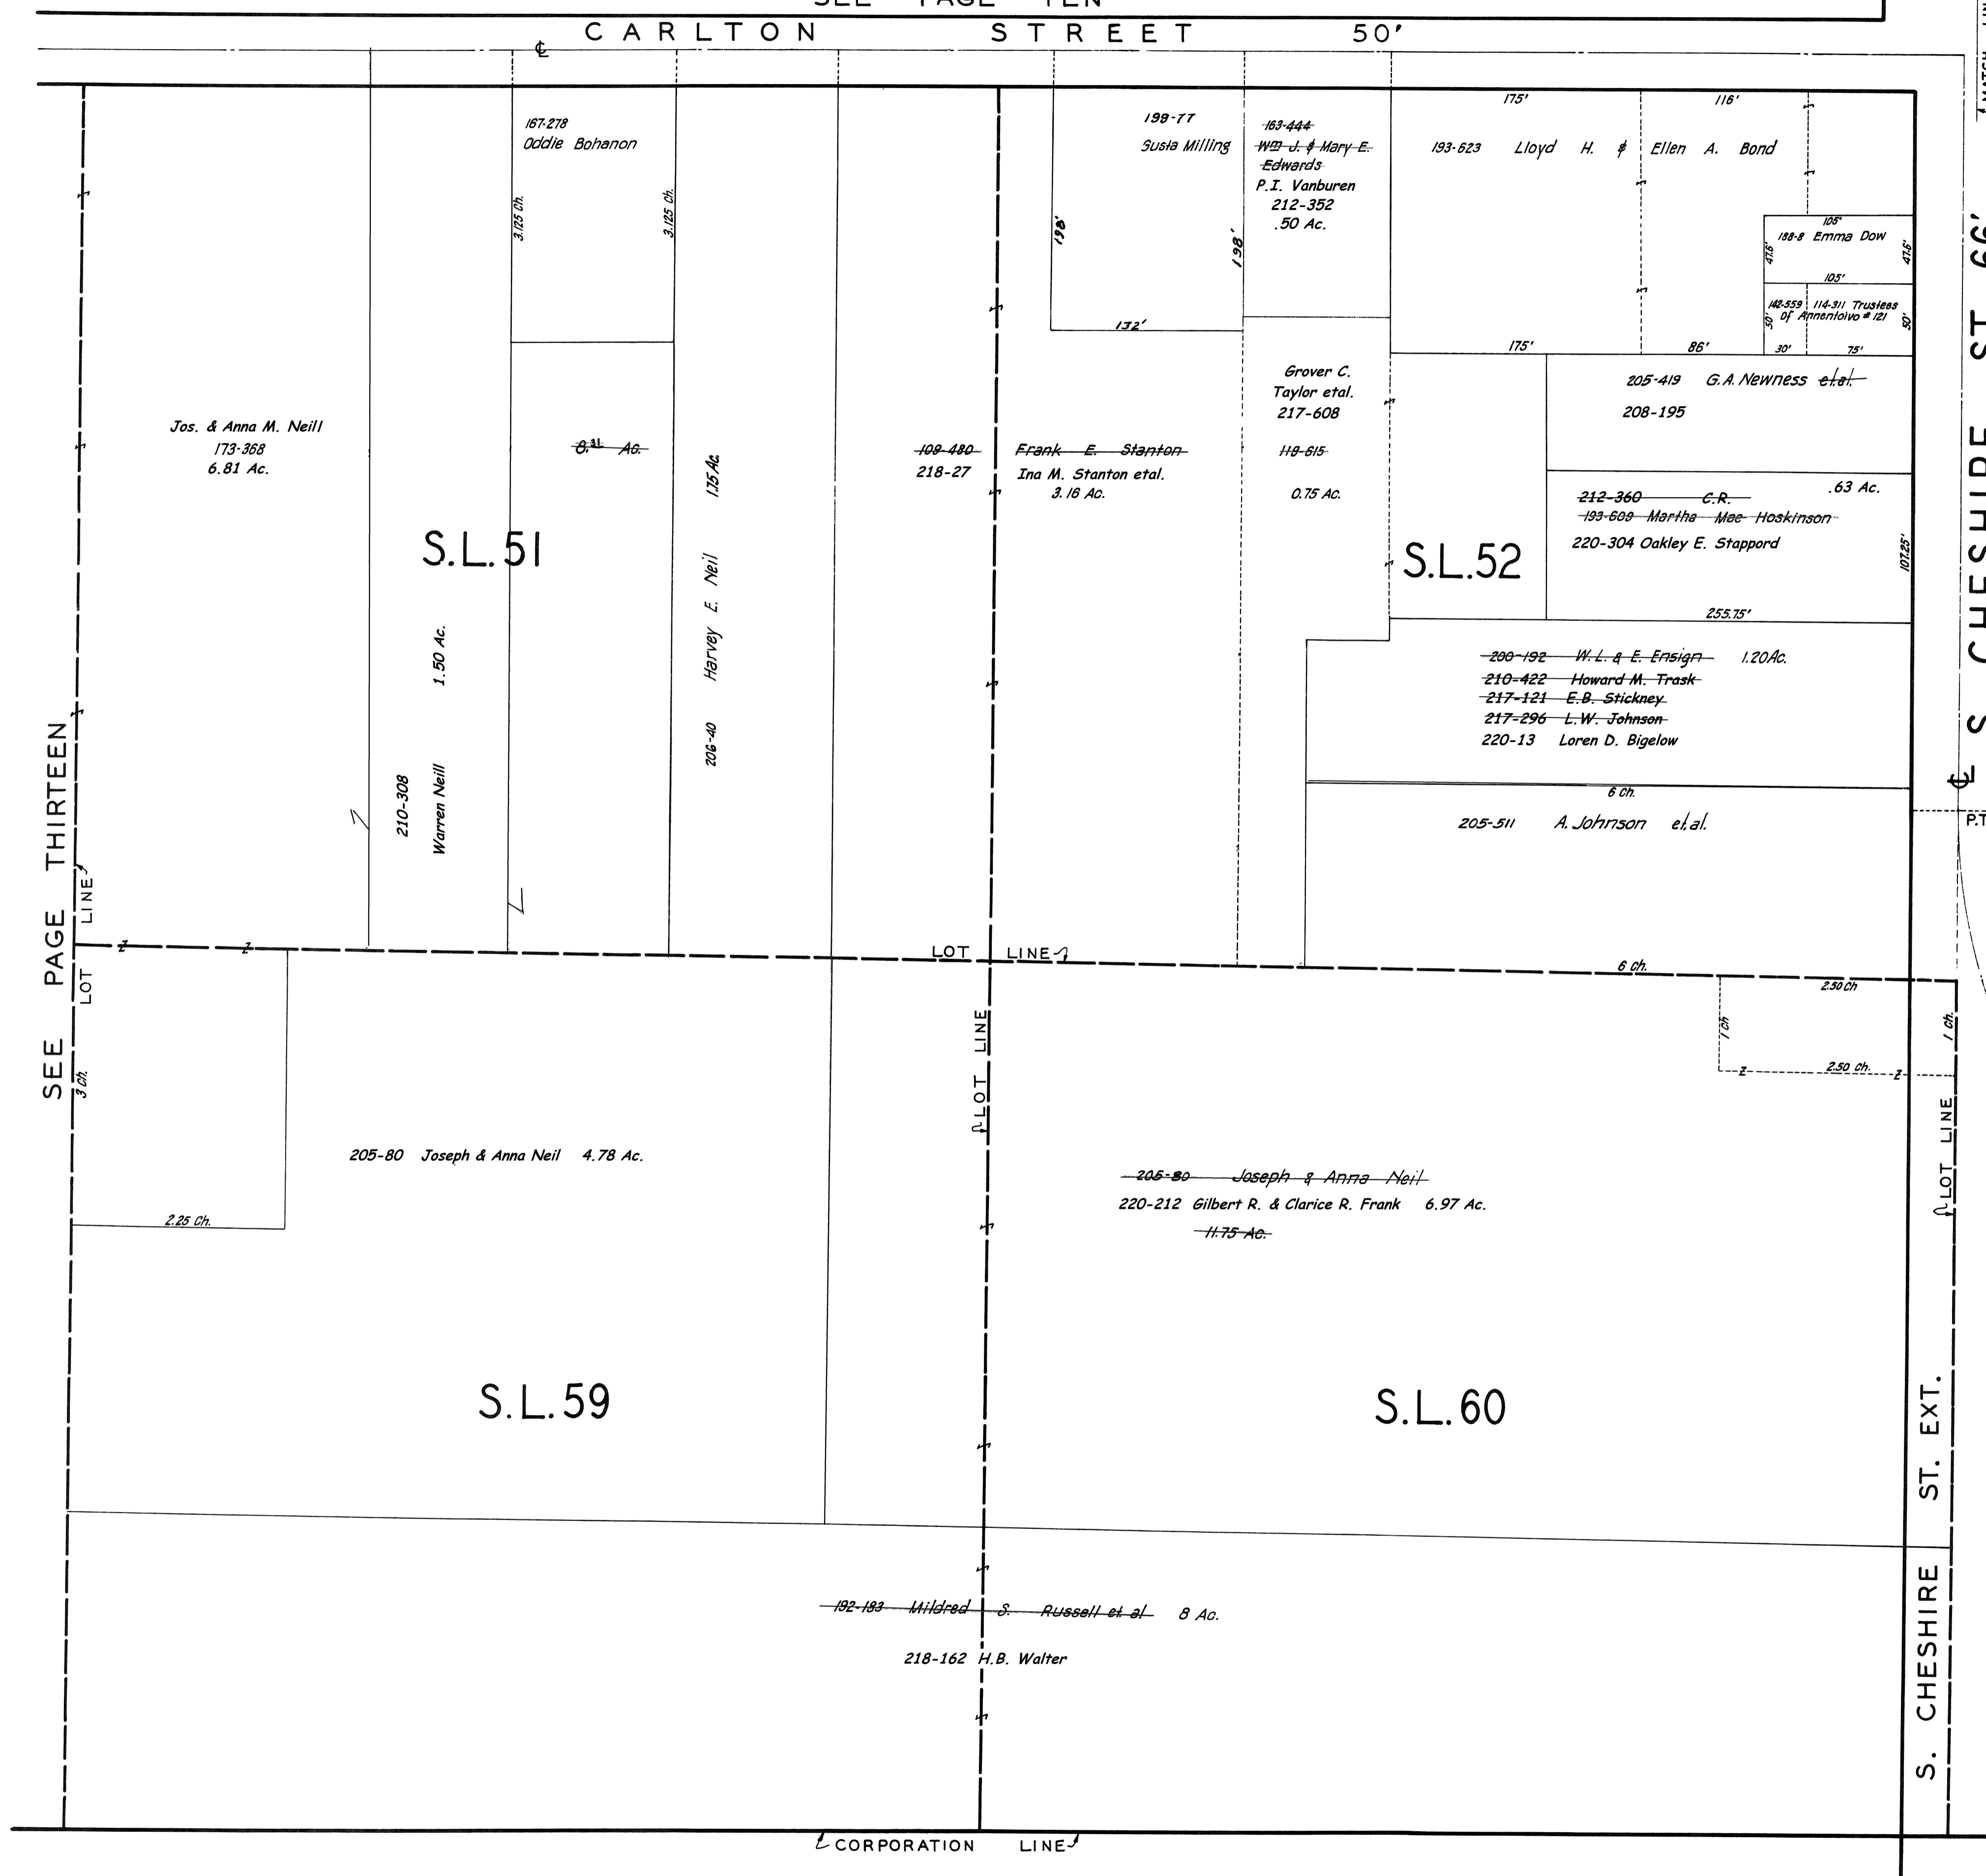 SEE PAGE TEN
CARLTON STREET 50'
℄
167-278
Oddie Bohanon
3.125 Ch.
3.125 Ch.
199-77
Susta Milling
198'
198'
132'
163-444
Wm J. & Mary E.
Edwards
P.I. Vanburen
212-352
.50 Ac.
175'
116'
193-623 Lloyd H. & Ellen A. Bond
105'
188-8 Emma Dow
47.6'
47.6'
105'
142-559 114-311 Trustees
Of Annentolvo #121
50'
50'
30'
75'
175'
86'
Jos. & Anna M. Neill
173-368
6.81 Ac.
8.31 Ac.
S.L.51
210-308
Warren Neill 1.50 Ac.
206-40 Harvey E. Neil 1.75 Ac.
109-480 Frank E. Stanton
218-27 Ina M. Stanton etal.
3.16 Ac.
Grover C.
Taylor etal.
217-608
118-615
0.75 Ac.
S.L.52
205-419 G.A. Newness et.al.
208-195
.63 Ac.
212-360 C.R.
193-609 Martha Mae Hoskinson
220-304 Oakley E. Stappord
107.25'
255.75'
200-192 W.L. & E. Ensign 1.20 Ac.
210-422 Howard M. Trask
217-121 E.B. Stickney
217-296 L.W. Johnson
220-13 Loren D. Bigelow
6 Ch.
205-511 A. Johnson et.al.
6 Ch.
SEE PAGE THIRTEEN
LOT LINE
LOT LINE
LOT LINE
LOT LINE
3 Ch.
2.25 Ch.
2.50 Ch
1 Ch
1 Ch.
2.50 Ch.
205-80 Joseph & Anna Neil 4.78 Ac.
205-80 Joseph & Anna Neil
220-212 Gilbert R. & Clarice R. Frank 6.97 Ac.
11.75 Ac.
S.L.59
S.L.60
192-183 Mildred S. Russell et al 8 Ac.
218-162 H.B. Walter
CORPORATION LINE
S. CHESHIRE ST. EXT.
℄ S CHESHIRE ST 66'
P.T